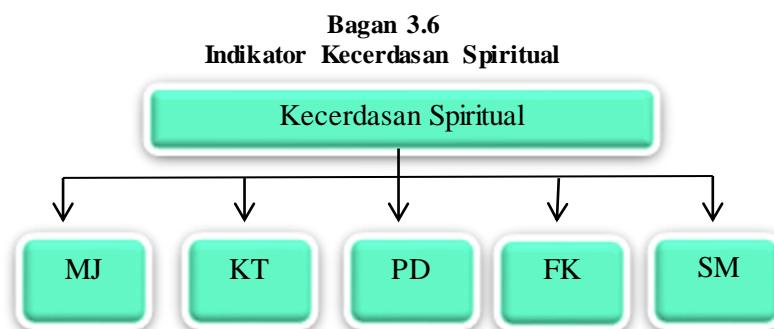 Bagan 3.6
Indikator Kecerdasan Spiritual
Kecerdasan Spiritual
MJ
KT
PD
FK
SM